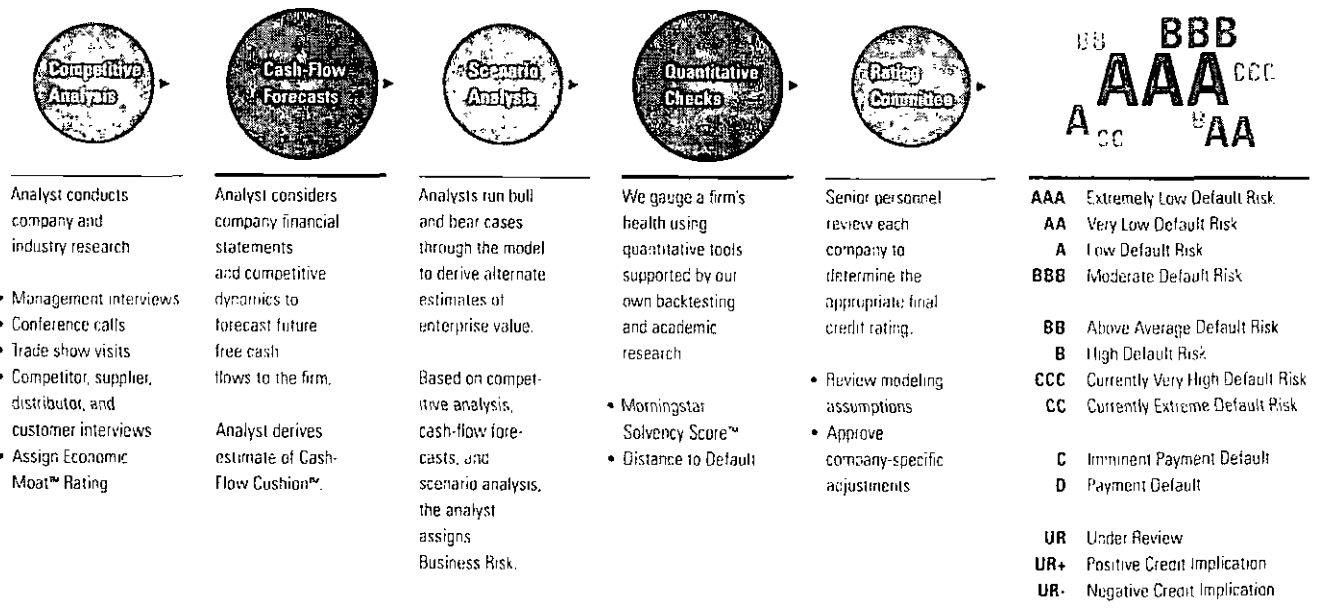 Competitive
Analysis
Analyst conducts
company and
industry research
• Management interviews
• Conference calls
• Trade show visits
• Competitor, supplier,
distributor, and
customer interviews
• Assign Economic
Moat™ Rating
Cash-Flow
Forecasts
Analyst considers
company financial
statements
and competitive
dynamics to
forecast future
free cash
flows to the firm.
Analyst derives
estimate of Cash-
Flow Cushion™.
Scenario
Analysis
Analysts run bull
and bear cases
through the model
to derive alternate
estimates of
enterprise value.
Based on compet-
itive analysis,
cash-flow fore-
casts, and
scenario analysis,
the analyst
assigns
Business Risk.
Quantitative
Checks
We gauge a firm's
health using
quantitative tools
supported by our
own backtesting
and academic
research
• Morningstar
Solvency Score™
• Distance to Default
Rating
Committee
Senior personnel
review each
company to
determine the
appropriate final
credit rating.
• Review modeling
assumptions
• Approve
company-specific
adjustments
BB BBB
AAA CCC
A CC B AA
AAA Extremely Low Default Risk
AA Very Low Default Risk
A Low Default Risk
BBB Moderate Default Risk
BB Above Average Default Risk
B High Default Risk
CCC Currently Very High Default Risk
CC Currently Extreme Default Risk
C Imminent Payment Default
D Payment Default
UR Under Review
UR+ Positive Credit Implication
UR- Negative Credit Implication